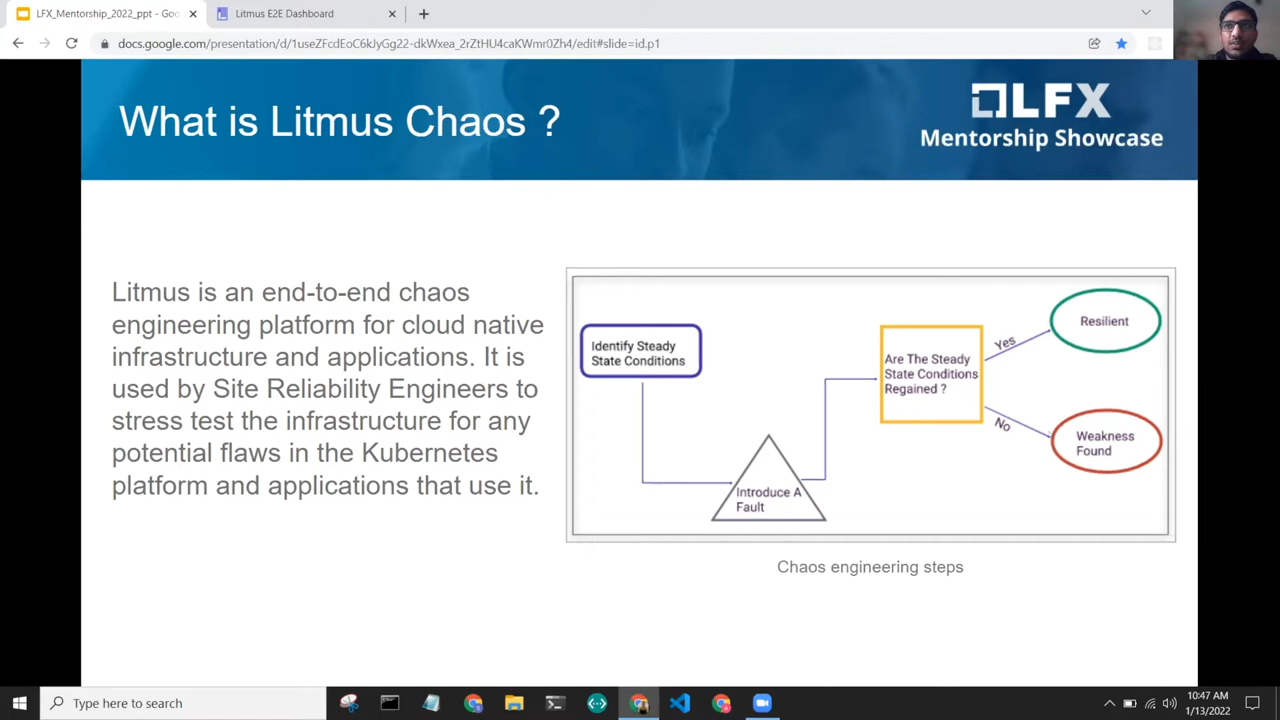 LFX_Mentorship_2022_ppt - Goo
Litmus E2E Dashboard
docs.google.com/presentation/d/1useZFcdEoC6kJyGg22-dkWxea_2rZtHU4caKWmr0Zh4/edit#slide=id.p1
What is Litmus Chaos ?
LFX
Mentorship Showcase
Litmus is an end-to-end chaos
engineering platform for cloud native
infrastructure and applications. It is
used by Site Reliability Engineers to
stress test the infrastructure for any
potential flaws in the Kubernetes
platform and applications that use it.
Identify Steady
State Conditions
Introduce A
Fault
Are The Steady
State Conditions
Regained ?
Yes
Resilient
No
Weakness
Found
Chaos engineering steps
Type here to search
10:47 AM
1/13/2022